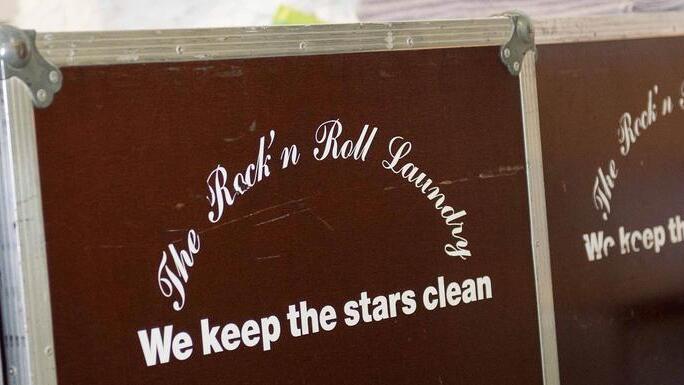 The Rock'n Roll Laundry
We keep the stars clean
The Rock'n
We keep the